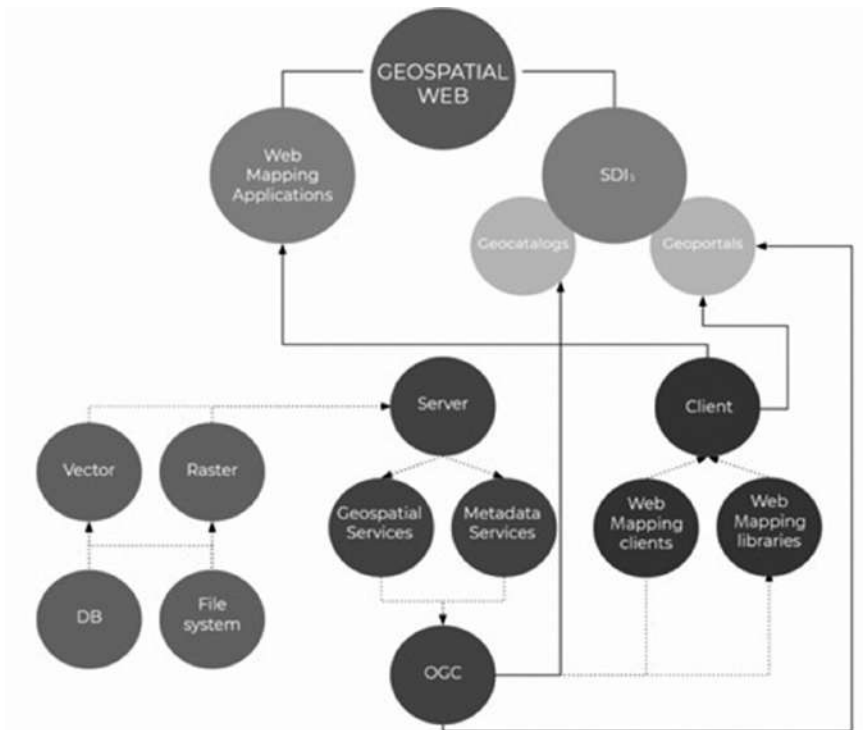 GEOSPATIAL
WEB
Web
Mapping
Applications
SDIs
Geocatalogs
Geoportals
Server
Client
Vector
Raster
Geospatial
Services
Metadata
Services
Web
Mapping
clients
Web
Mapping
libraries
DB
File
system
OGC